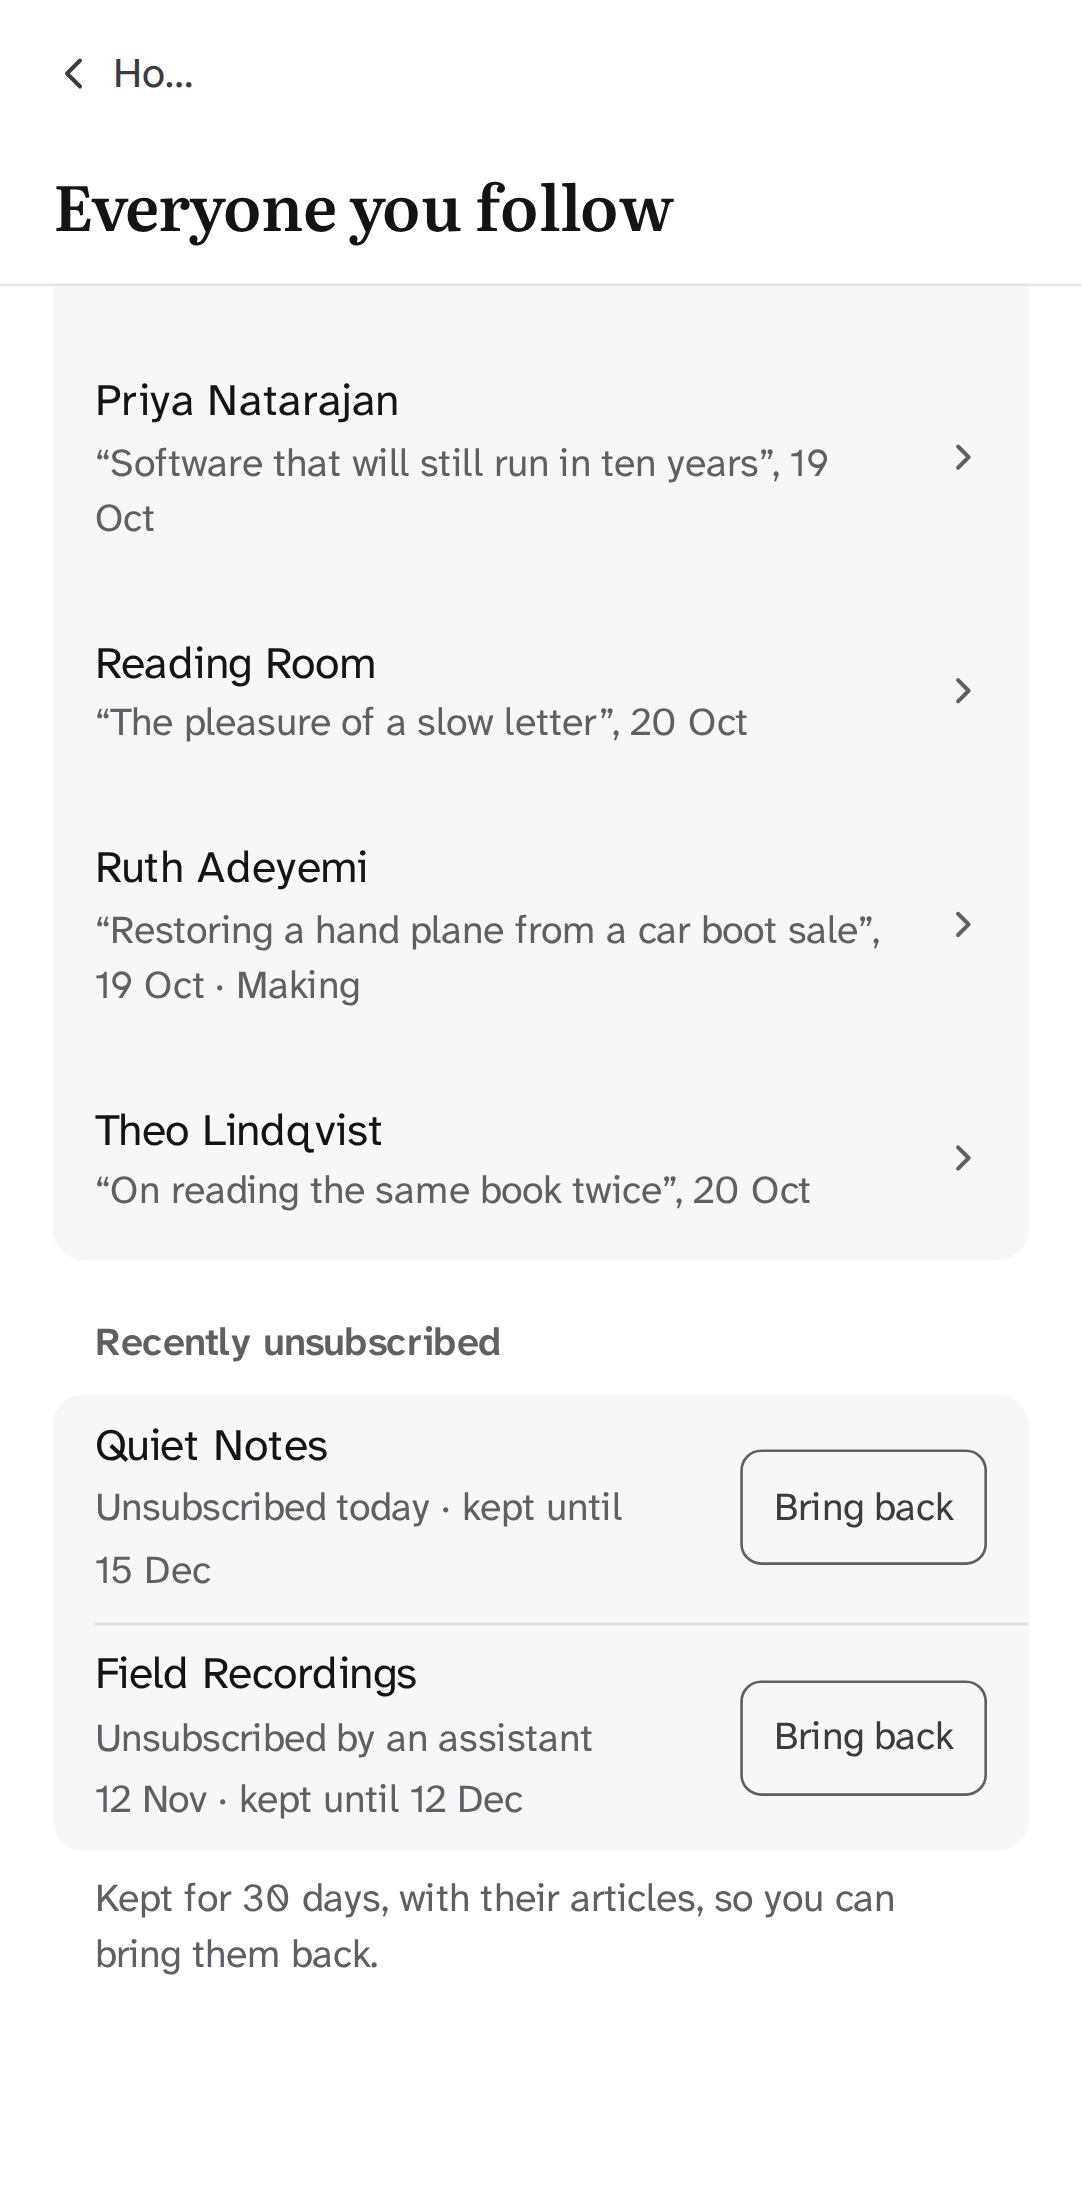 Ho...
Everyone you follow
Priya Natarajan
“Software that will still run in ten years”, 19
Oct
Reading Room
“The pleasure of a slow letter”, 20 Oct
Ruth Adeyemi
“Restoring a hand plane from a car boot sale”,
19 Oct · Making
Theo Lindqvist
“On reading the same book twice”, 20 Oct
Recently unsubscribed
Quiet Notes
Unsubscribed today · kept until
15 Dec
Bring back
Field Recordings
Unsubscribed by an assistant
12 Nov · kept until 12 Dec
Bring back
Kept for 30 days, with their articles, so you can
bring them back.